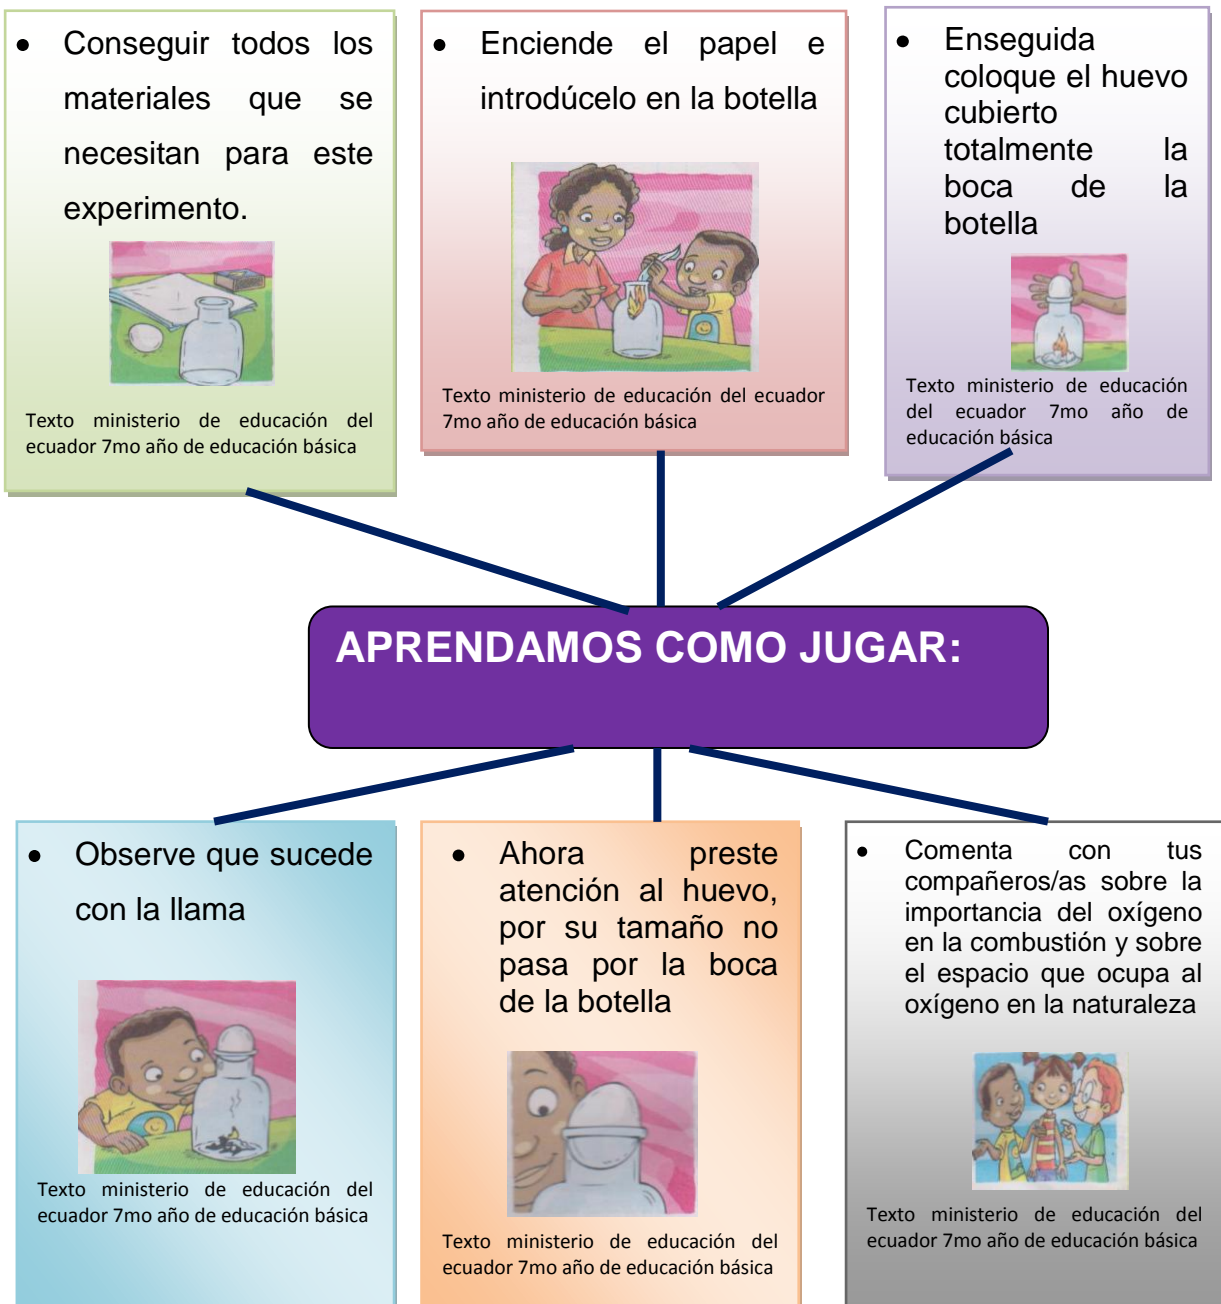 • Conseguir todos los
materiales que se
necesitan para este
experimento.
Texto ministerio de educación del
ecuador 7mo año de educación básica
• Enciende el papel e
introdúcelo en la botella
Texto ministerio de educación del ecuador
7mo año de educación básica
• Enseguida
coloque el huevo
cubierto
totalmente la
boca de la
botella
Texto ministerio de educación
del ecuador 7mo año de
educación básica
APRENDAMOS COMO JUGAR:
• Observe que sucede
con la llama
Texto ministerio de educación del
ecuador 7mo año de educación básica
• Ahora preste
atención al huevo,
por su tamaño no
pasa por la boca
de la botella
Texto ministerio de educación del
ecuador 7mo año de educación básica
• Comenta con tus
compañeros/as sobre la
importancia del oxígeno
en la combustión y sobre
el espacio que ocupa al
oxígeno en la naturaleza
Texto ministerio de educación del
ecuador 7mo año de educación básica